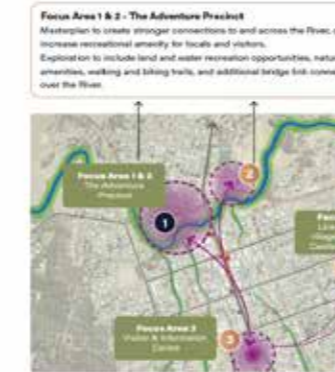 Focus Area 1 & 2 - The Adventure Precinct
Masterplan to create stronger connections to and across the River,
increase recreational amenity for locals and visitors.
Exploration to include land and water recreation opportunities,
amenities, walking and biking trails, and additional bridge link
over the River.
Focus Area 1 & 2
The Adventure
Precinct
2
1
Focus Area 3
Visitor & Information
Centre
3